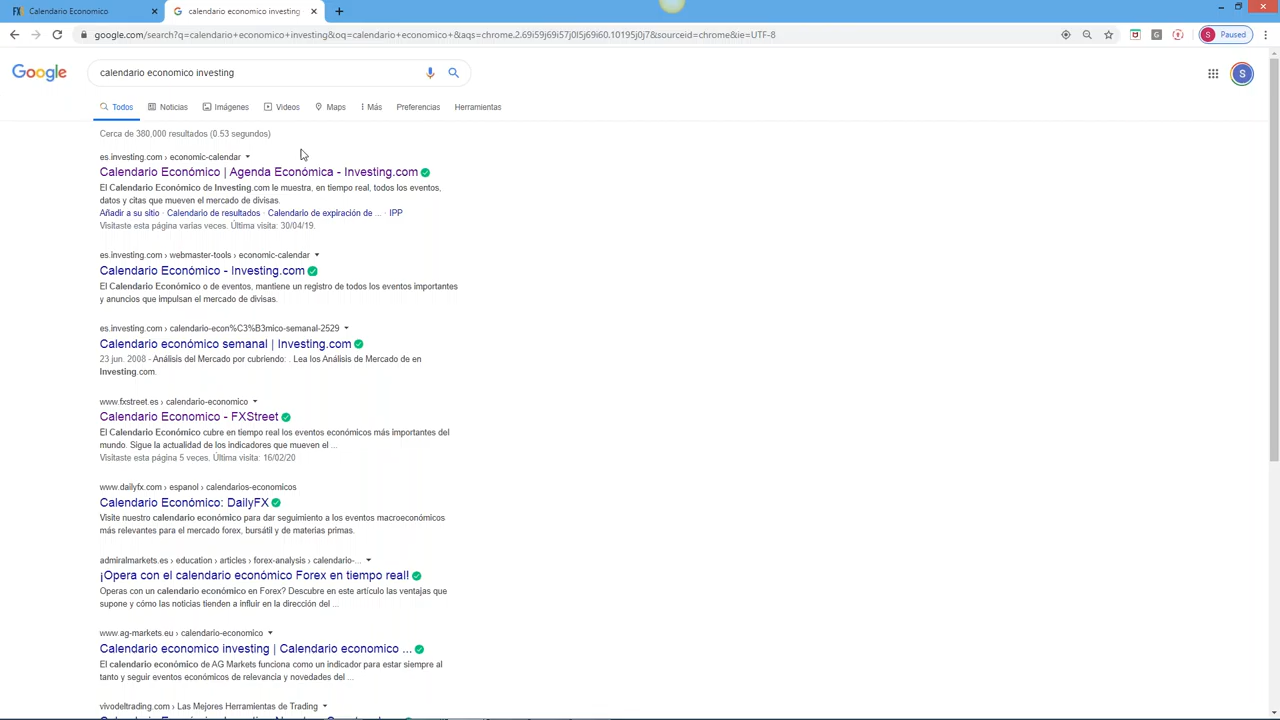 Calendario Economico
calendario economico investing
google.com/search?q=calendario+economico+investing&oq=calendario+economico+&aqs=chrome.2.69i59j69i57j0l5j69i60.10195j0j7&sourceid=chrome&ie=UTF-8
S Paused
Google
calendario economico investing
S
Todos Noticias Imágenes Videos Maps Más Preferencias Herramientas
Cerca de 380,000 resultados (0.53 segundos)
es.investing.com › economic-calendar
Calendario Económico | Agenda Económica - Investing.com
El Calendario Económico de Investing.com le muestra, en tiempo real, todos los eventos,
datos y citas que mueven el mercado de divisas.
Añadir a su sitio · Calendario de resultados · Calendario de expiración de ... · IPP
Visitaste esta página varias veces. Última visita: 30/04/19.
es.investing.com › webmaster-tools › economic-calendar
Calendario Económico - Investing.com
El Calendario Económico o de eventos, mantiene un registro de todos los eventos importantes
y anuncios que impulsan el mercado de divisas.
es.investing.com › calendario-econ%C3%B3mico-semanal-2529
Calendario económico semanal | Investing.com
23 jun. 2008 - Análisis del Mercado por cubriendo: . Lea los Análisis de Mercado de en
Investing.com.
www.fxstreet.es › calendario-economico
Calendario Economico - FXStreet
El Calendario Económico cubre en tiempo real los eventos económicos más importantes del
mundo. Sigue la actualidad de los indicadores que mueven el ...
Visitaste esta página 5 veces. Última visita: 16/02/20
www.dailyfx.com › espanol › calendarios-economicos
Calendario Económico: DailyFX
Visite nuestro calendario económico para dar seguimiento a los eventos macroeconómicos
más relevantes para el mercado forex, bursátil y de materias primas.
admiralmarkets.es › education › articles › forex-analysis › calendario-...
¡Opera con el calendario económico Forex en tiempo real!
Operas con un calendario económico en Forex? Descubre en este artículo las ventajas que
supone y cómo las noticias tienden a influir en la dirección del ...
www.ag-markets.eu › calendario-economico
Calendario economico investing | Calendario economico ...
El calendario económico de AG Markets funciona como un indicador para estar siempre al
tanto y seguir eventos económicos de relevancia y novedades del ...
vivodeltrading.com › Las Mejores Herramientas de Trading